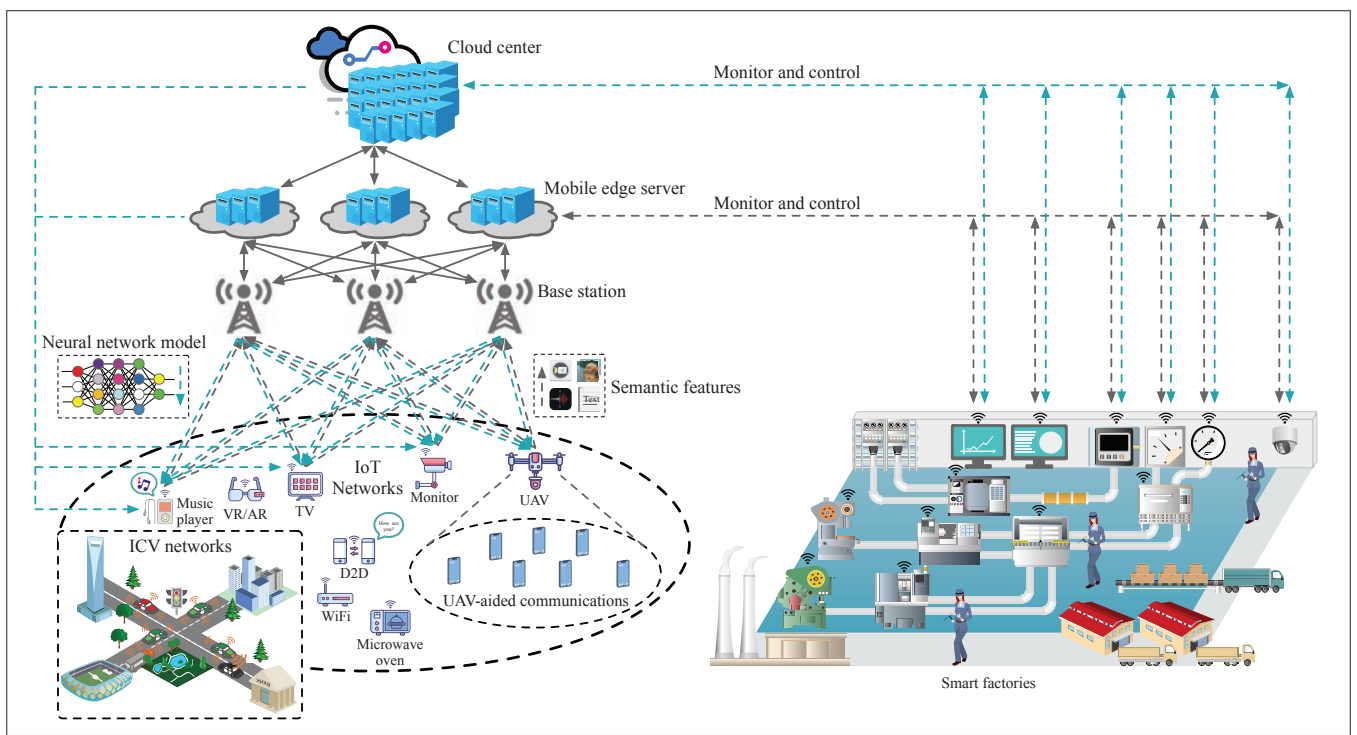 Cloud center
Monitor and control
Mobile edge server
Monitor and control
Base station
Neural network model
Semantic features
Text
IoT
Networks
Music
player
VR/AR
TV
Monitor
UAV
How are
you?
ICV networks
D2D
WiFi
Microwave
oven
UAV-aided communications
Smart factories